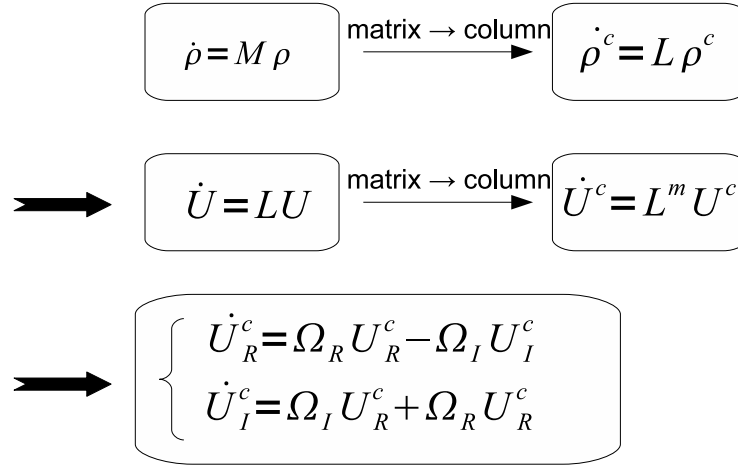 ρ̇ = M ρ matrix → column ρ̇^c = L ρ^c
U̇ = LU matrix → column U̇^c = L^m U^c
U̇_R^c = Ω_R U_R^c − Ω_I U_I^c
U̇_I^c = Ω_I U_R^c + Ω_R U_R^c